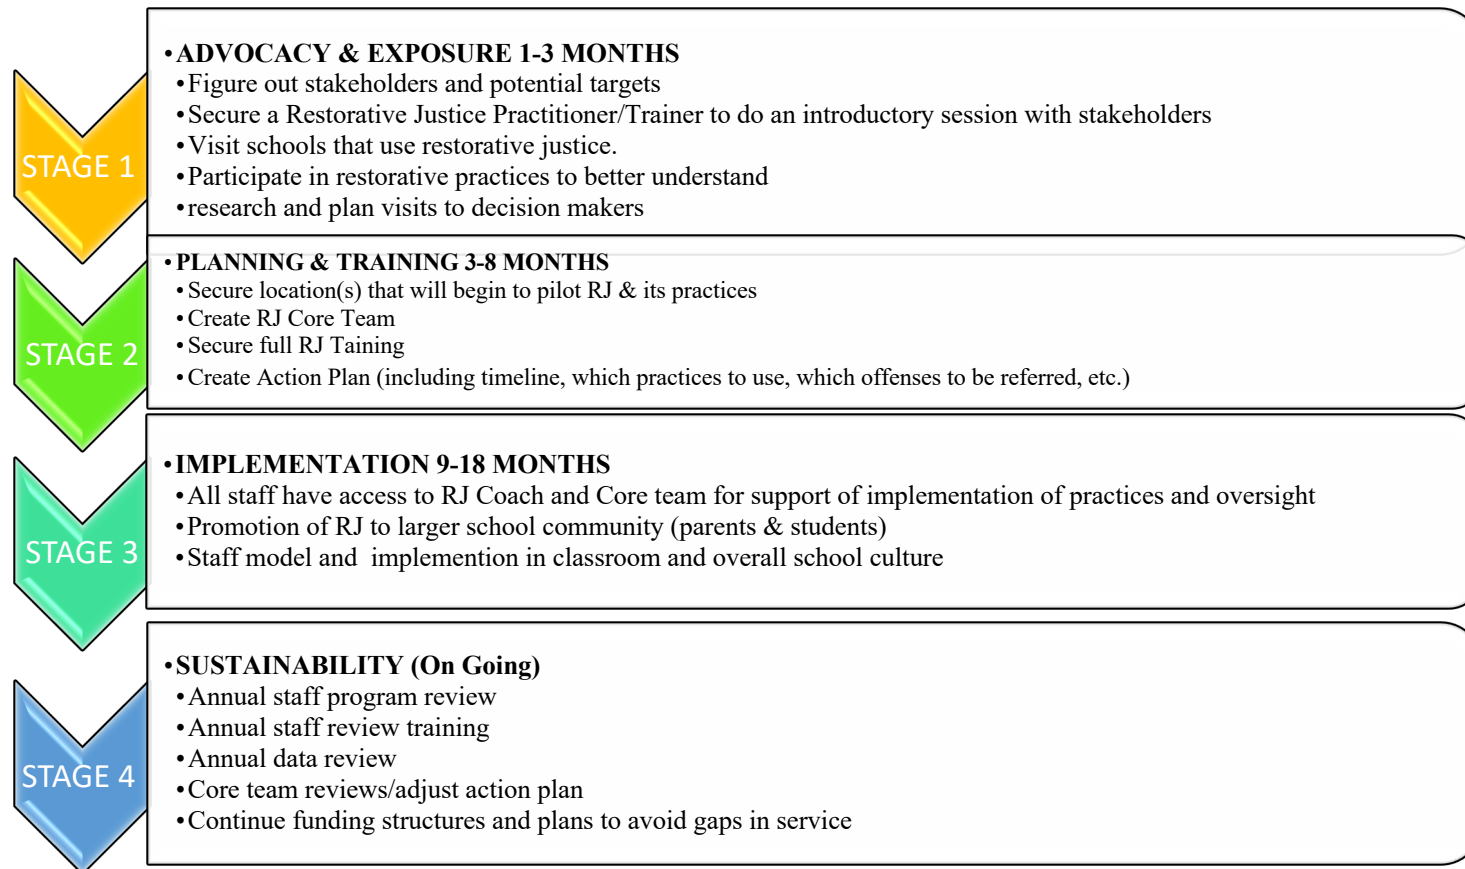 STAGE 1
•ADVOCACY & EXPOSURE 1-3 MONTHS
•Figure out stakeholders and potential targets
•Secure a Restorative Justice Practitioner/Trainer to do an introductory session with stakeholders
•Visit schools that use restorative justice.
•Participate in restorative practices to better understand
•research and plan visits to decision makers
STAGE 2
•PLANNING & TRAINING 3-8 MONTHS
•Secure location(s) that will begin to pilot RJ & its practices
•Create RJ Core Team
•Secure full RJ Taining
•Create Action Plan (including timeline, which practices to use, which offenses to be referred, etc.)
STAGE 3
•IMPLEMENTATION 9-18 MONTHS
•All staff have access to RJ Coach and Core team for support of implementation of practices and oversight
•Promotion of RJ to larger school community (parents & students)
•Staff model and implemention in classroom and overall school culture
STAGE 4
•SUSTAINABILITY (On Going)
•Annual staff program review
•Annual staff review training
•Annual data review
•Core team reviews/adjust action plan
•Continue funding structures and plans to avoid gaps in service